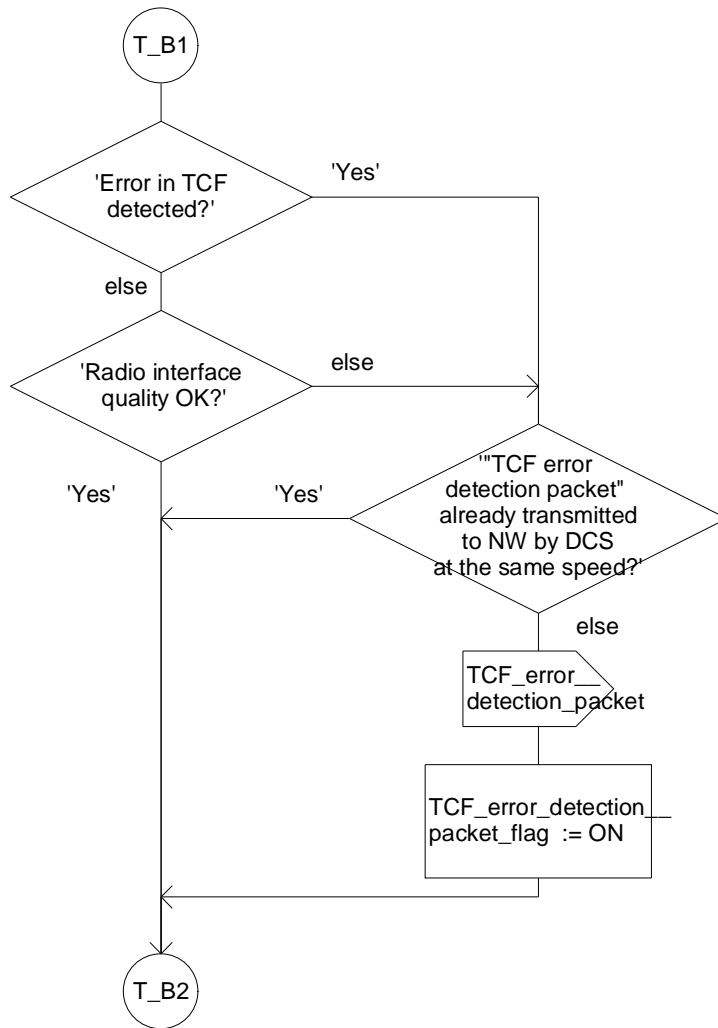 T_B1
'Yes'
'Error in TCF
detected?'
else
'Radio interface
quality OK?'
else
'Yes'
'Yes'
'"TCF error
detection packet"
already transmitted
to NW by DCS
at the same speed?'
else
TCF_error__
detection_packet
TCF_error_detection__
packet_flag := ON
T_B2